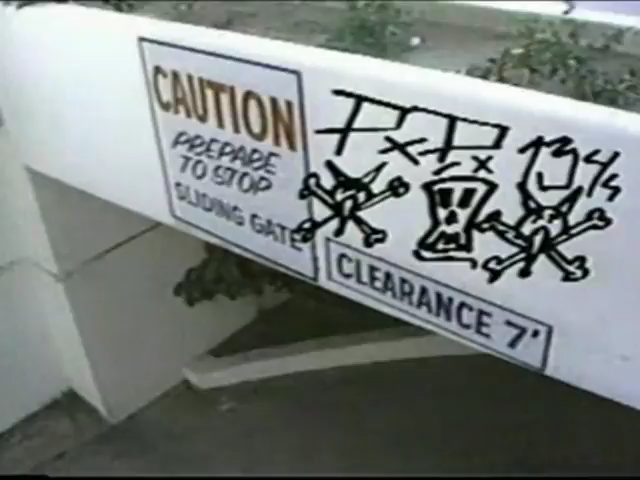 CAUTION
PREPARE
TO STOP
SLIDING GATE
CLEARANCE 7'